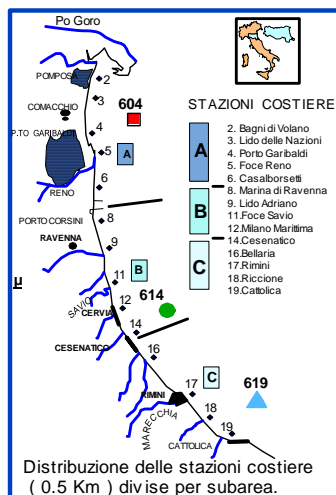 Po Goro
POMPOSA
2
3
604
COMACCHIO
4
P.TO GARIBALDI
5
A
RENO
6
PORTO CORSINI
8
RAVENNA
9
B
11
SAVIO
12
CERVIA
614
14
CESENATICO
16
C
RIMINI
17
619
MARECCHIA
18
CATTOLICA
19
STAZIONI COSTIERE
A
2. Bagni di Volano
3. Lido delle Nazioni
4. Porto Garibaldi
5. Foce Reno
6. Casalborsetti
B
8. Marina di Ravenna
9. Lido Adriano
11.Foce Savio
12.Milano Marittima
C
14.Cesenatico
16.Bellaria
17.Rimini
18.Riccione
19.Cattolica
Distribuzione delle stazioni costiere
( 0.5 Km ) divise per subarea.